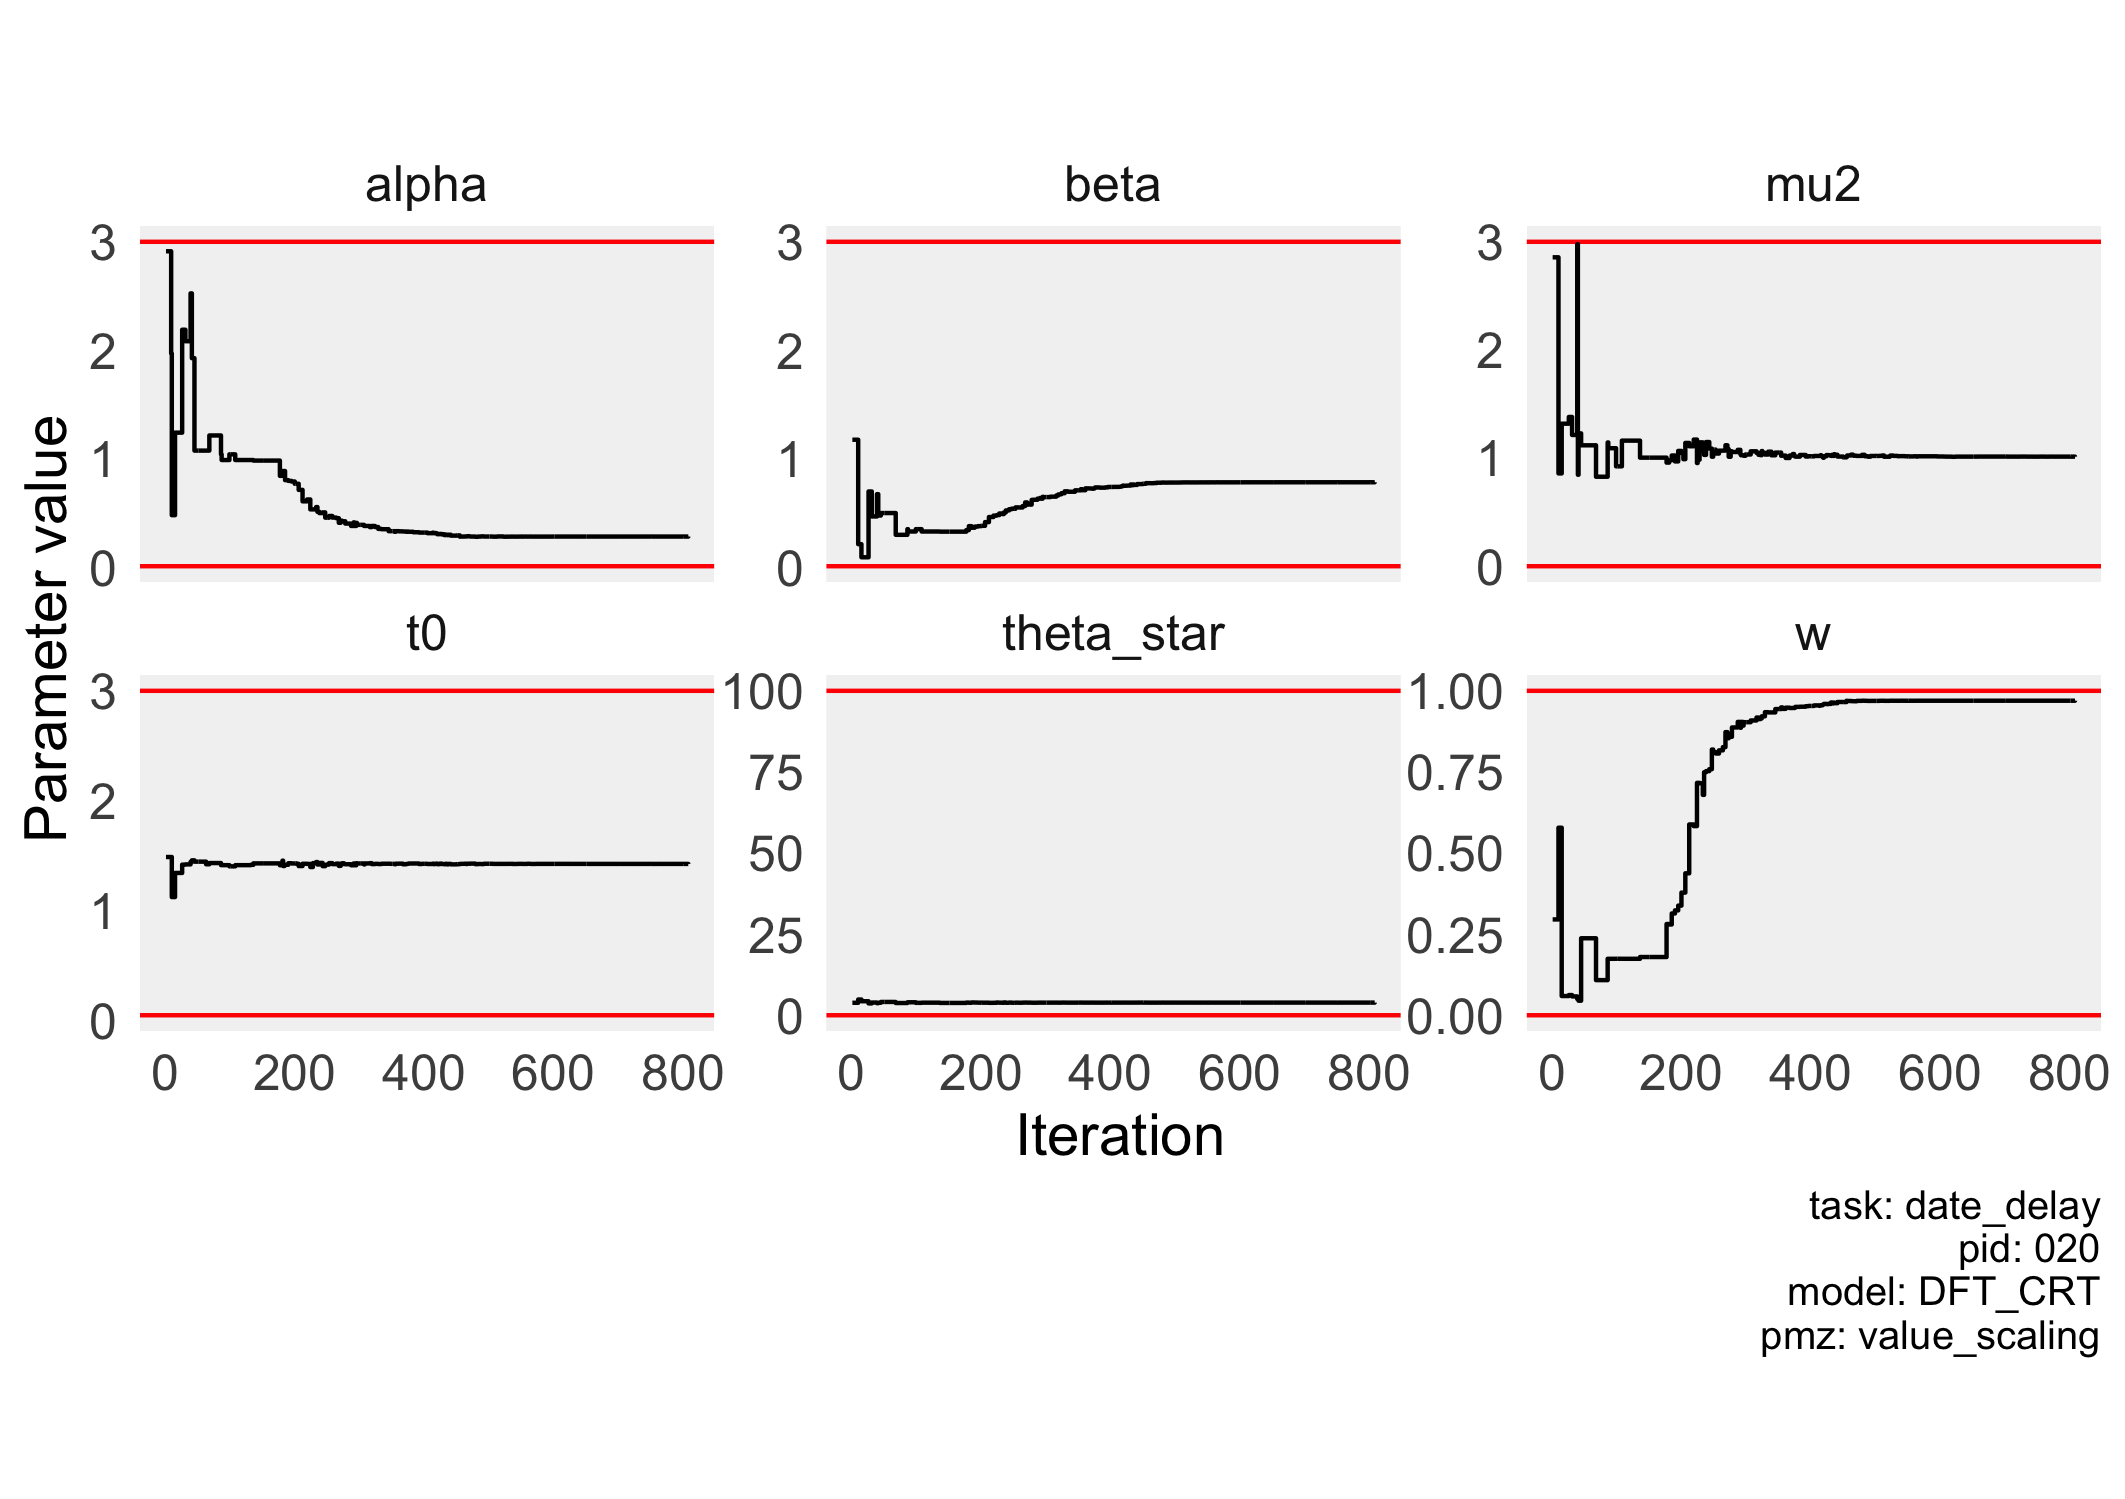 alpha
beta
mu2
3
2
1
0
3
2
1
0
3
2
1
0
t0
theta_star
w
3
2
1
0
100
75
50
25
0
1.00
0.75
0.50
0.25
0.00
0 200 400 600 800
0 200 400 600 800
0 200 400 600 800
Parameter value
Iteration
task: date_delay
pid: 020
model: DFT_CRT
pmz: value_scaling